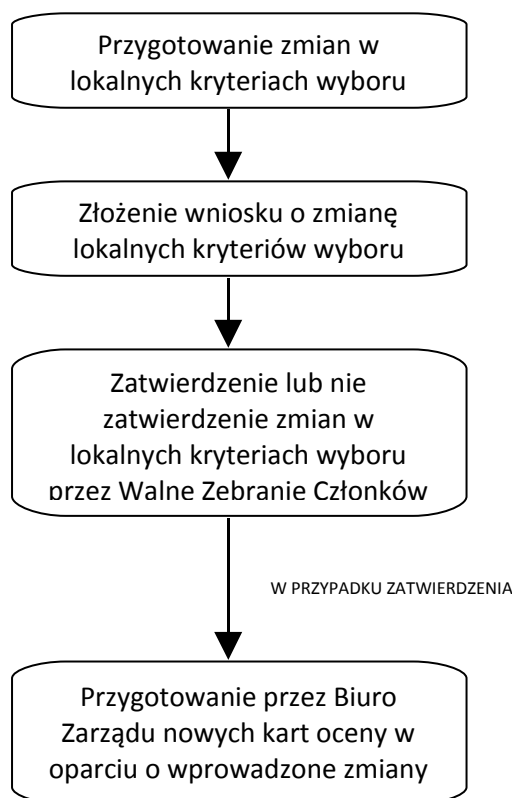 Przygotowanie zmian w
lokalnych kryteriach wyboru
Złożenie wniosku o zmianę
lokalnych kryteriów wyboru
Zatwierdzenie lub nie
zatwierdzenie zmian w
lokalnych kryteriach wyboru
przez Walne Zebranie Członków
W PRZYPADKU ZATWIERDZENIA
Przygotowanie przez Biuro
Zarządu nowych kart oceny w
oparciu o wprowadzone zmiany